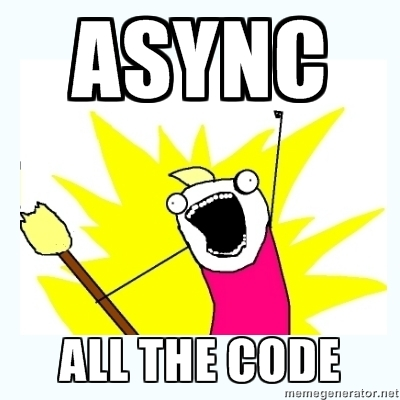 ASYNC
ALL THE CODE
memegenerator.net